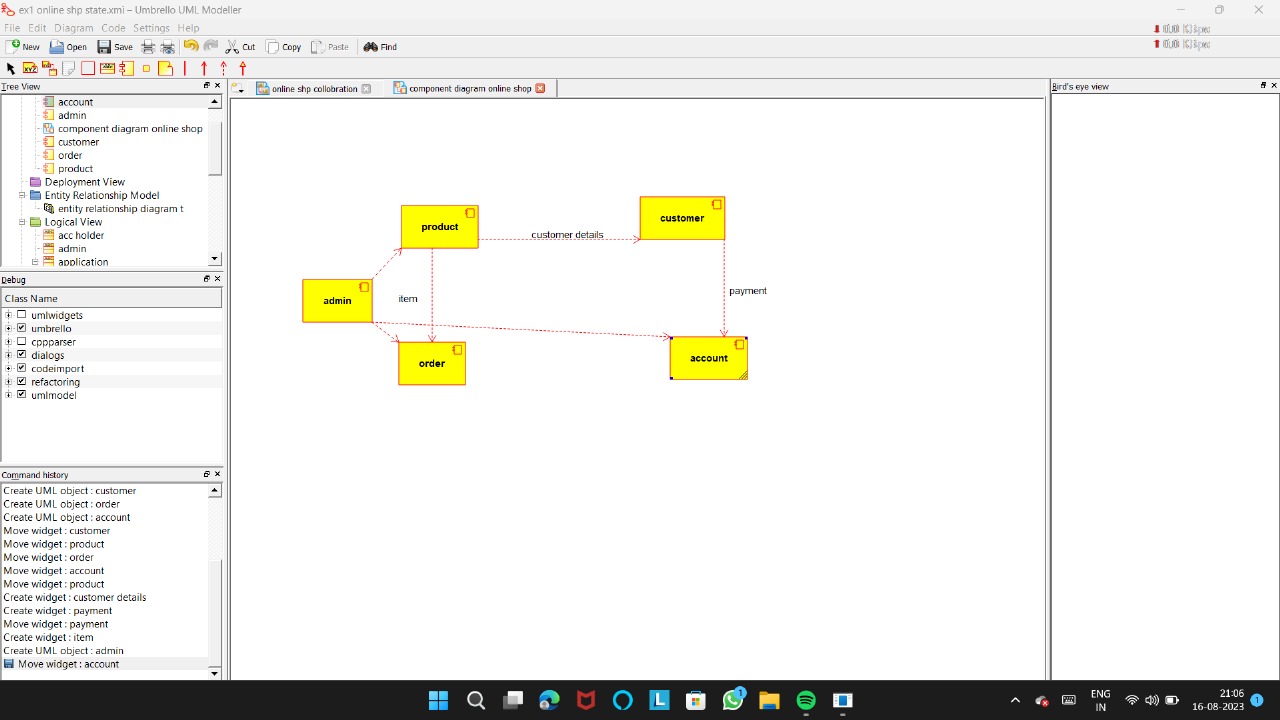 ex1 online shp state.xmi – Umbrello UML Modeller
File Edit Diagram Code Settings Help
New Open Save Cut Copy Paste Find
Tree View
online shp collobration
component diagram online shop
Bird's eye view
account
admin
component diagram online shop
customer
order
product
Deployment View
Entity Relationship Model
entity relationship diagram t
Logical View
acc holder
admin
application
customer
product
customer details
admin
item
payment
order
account
Debug
Class Name
umlwidgets
umbrello
cppparser
dialogs
codeimport
refactoring
umlmodel
Command history
Create UML object : customer
Create UML object : order
Create UML object : account
Move widget : customer
Move widget : product
Move widget : order
Move widget : account
Move widget : product
Create widget : customer details
Create widget : payment
Move widget : payment
Create widget : item
Create UML object : admin
Move widget : account
ENG
IN
21:06
16-08-2023
1
1